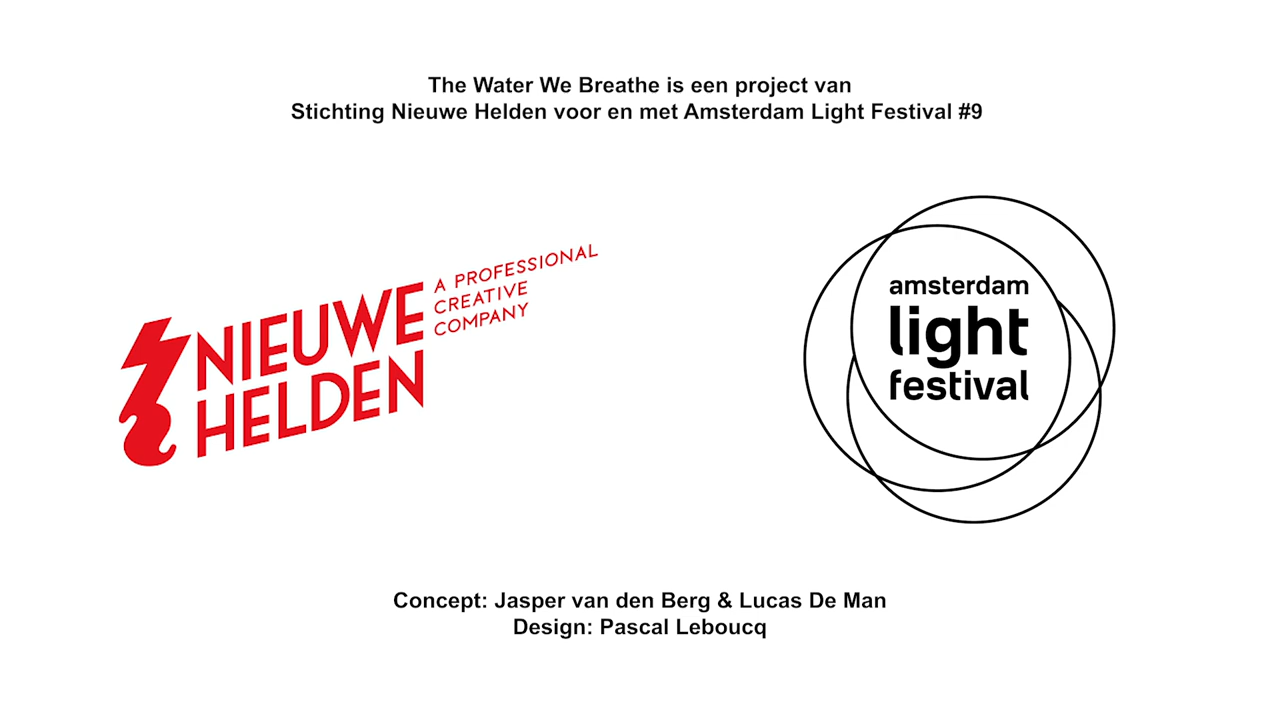 The Water We Breathe is een project van
Stichting Nieuwe Helden voor en met Amsterdam Light Festival #9
NIEUWE
HELDEN
A PROFESSIONAL
CREATIVE
COMPANY
amsterdam
light
festival
Concept: Jasper van den Berg & Lucas De Man
Design: Pascal Leboucq